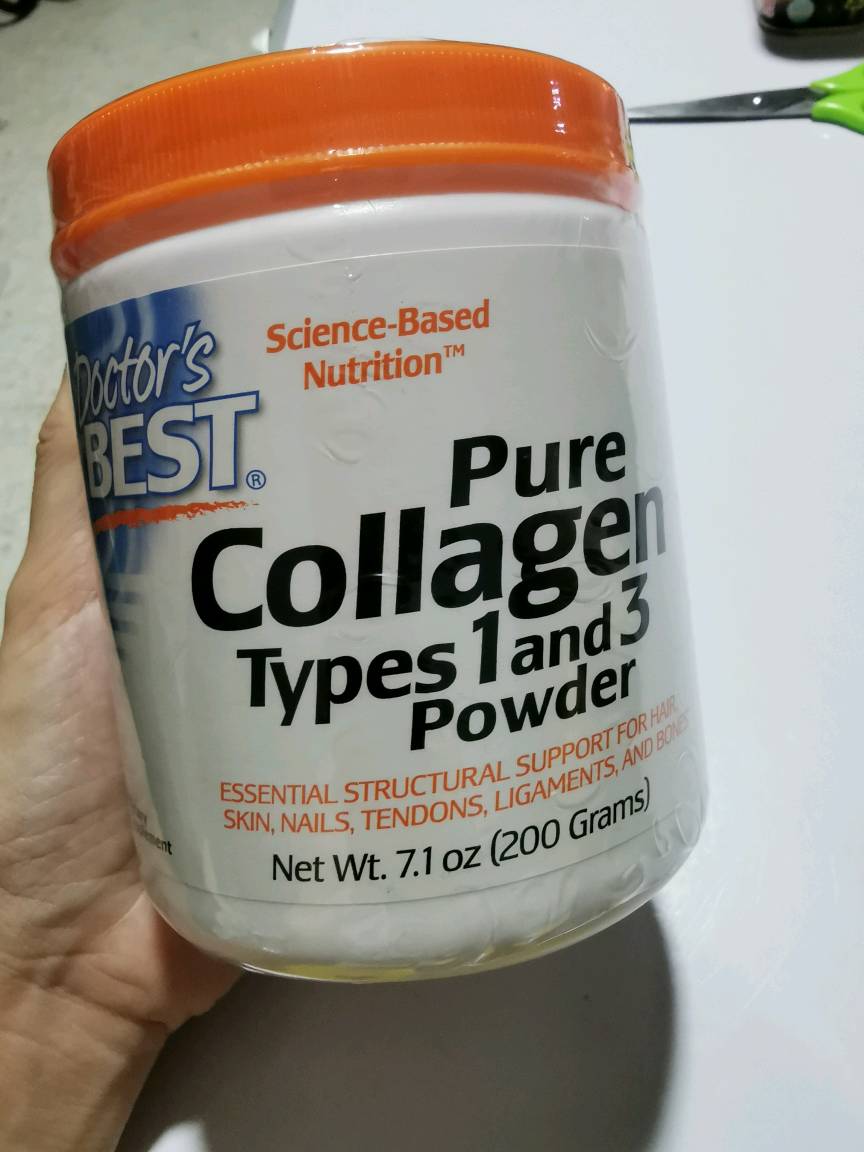 Doctor's
BEST®
Science-Based
Nutrition™
Pure
Collagen
Types 1 and 3
Powder
ESSENTIAL STRUCTURAL SUPPORT FOR HAIR,
SKIN, NAILS, TENDONS, LIGAMENTS, AND BONES
Net Wt. 7.1 oz (200 Grams)